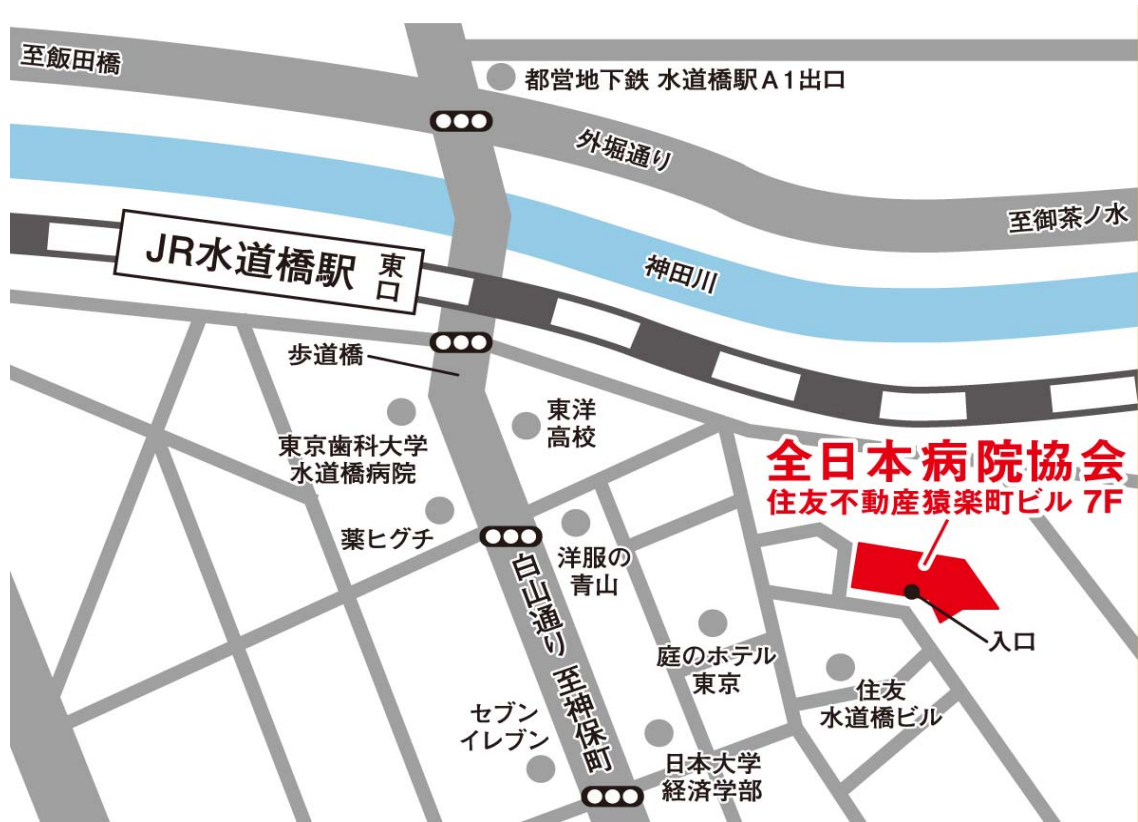 至飯田橋
都営地下鉄 水道橋駅A1出口
外堀通り
至御茶ノ水
神田川
JR水道橋駅
東口
歩道橋
東洋
高校
東京歯科大学
水道橋病院
全日本病院協会
住友不動産猿楽町ビル 7F
薬ヒグチ
洋服の
青山
白山通り 至神保町
入口
庭のホテル
東京
住友
水道橋ビル
セブン
イレブン
日本大学
経済学部